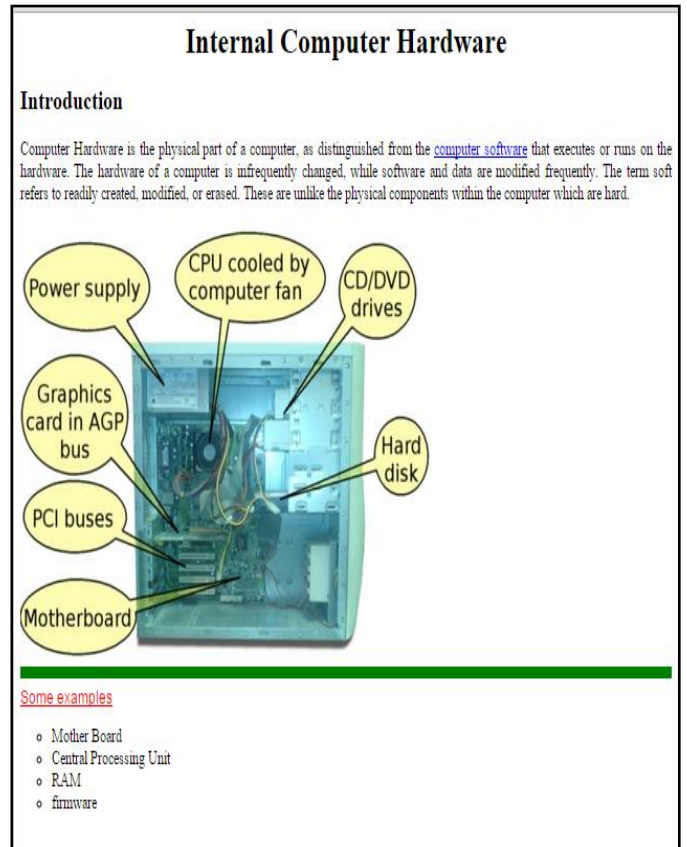 Internal Computer Hardware
Introduction
Computer Hardware is the physical part of a computer, as distinguished from the computer software that executes or runs on the
hardware. The hardware of a computer is infrequently changed, while software and data are modified frequently. The term soft
refers to readily created, modified, or erased. These are unlike the physical components within the computer which are hard.
Power supply
CPU cooled by
computer fan
CD/DVD
drives
Graphics
card in AGP
bus
Hard
disk
PCI buses
Motherboard
Some examples
Mother Board
Central Processing Unit
RAM
firmware